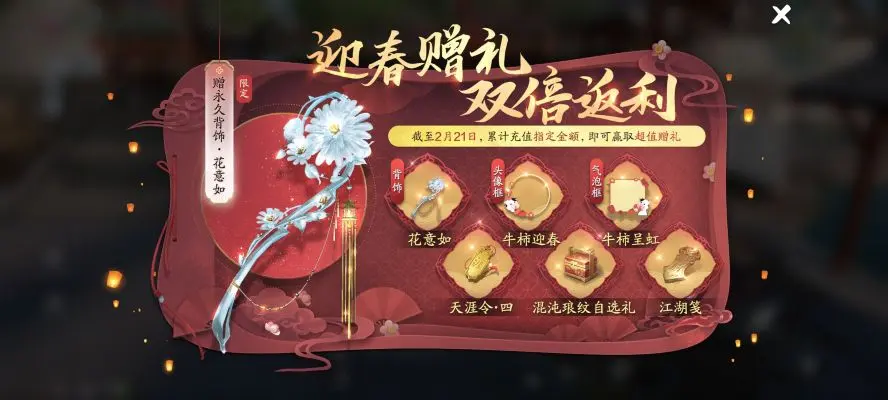 迎春赠礼
双倍返利
限定
赠永久背饰·花意如
截至2月21日，累计充值指定金额，即可赢取超值赠礼
背饰
头像框
气泡框
花意如
牛柿迎春
牛柿呈虹
天涯令·四
混沌琅纹自选礼
江湖笺